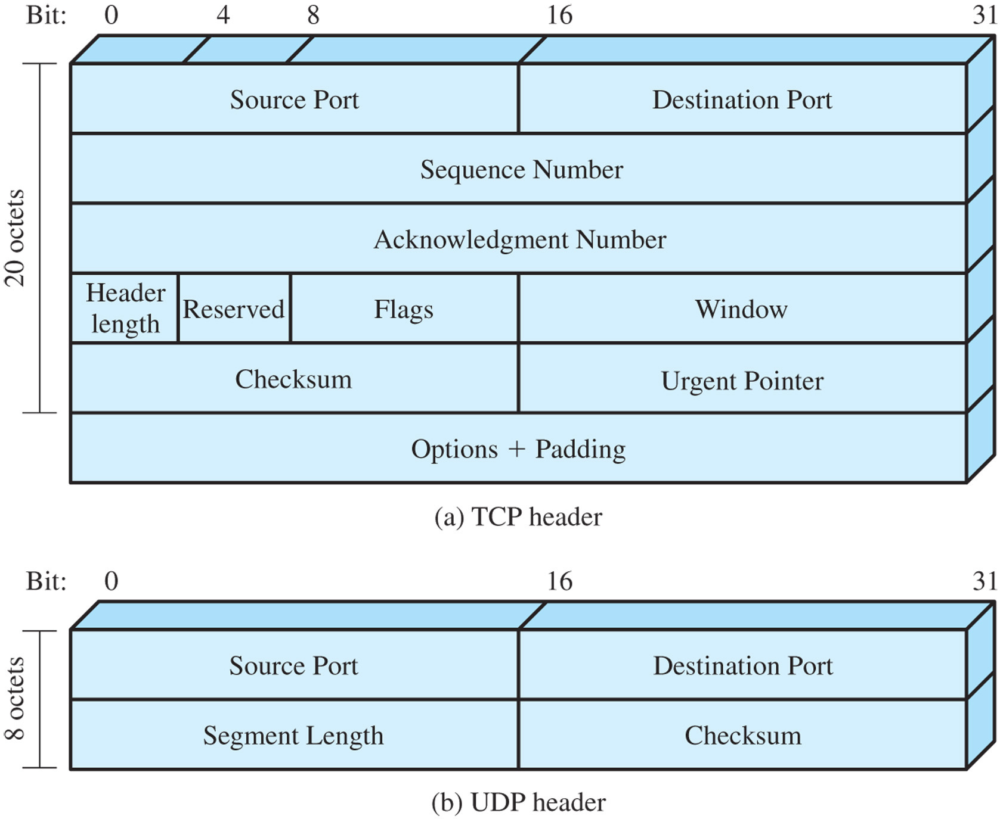 Bit: 0 4 8 16 31
Source Port Destination Port
Sequence Number
Acknowledgment Number
Header
length
Reserved Flags Window
Checksum Urgent Pointer
Options + Padding
20 octets
(a) TCP header
Bit: 0 16 31
Source Port Destination Port
Segment Length Checksum
8 octets
(b) UDP header